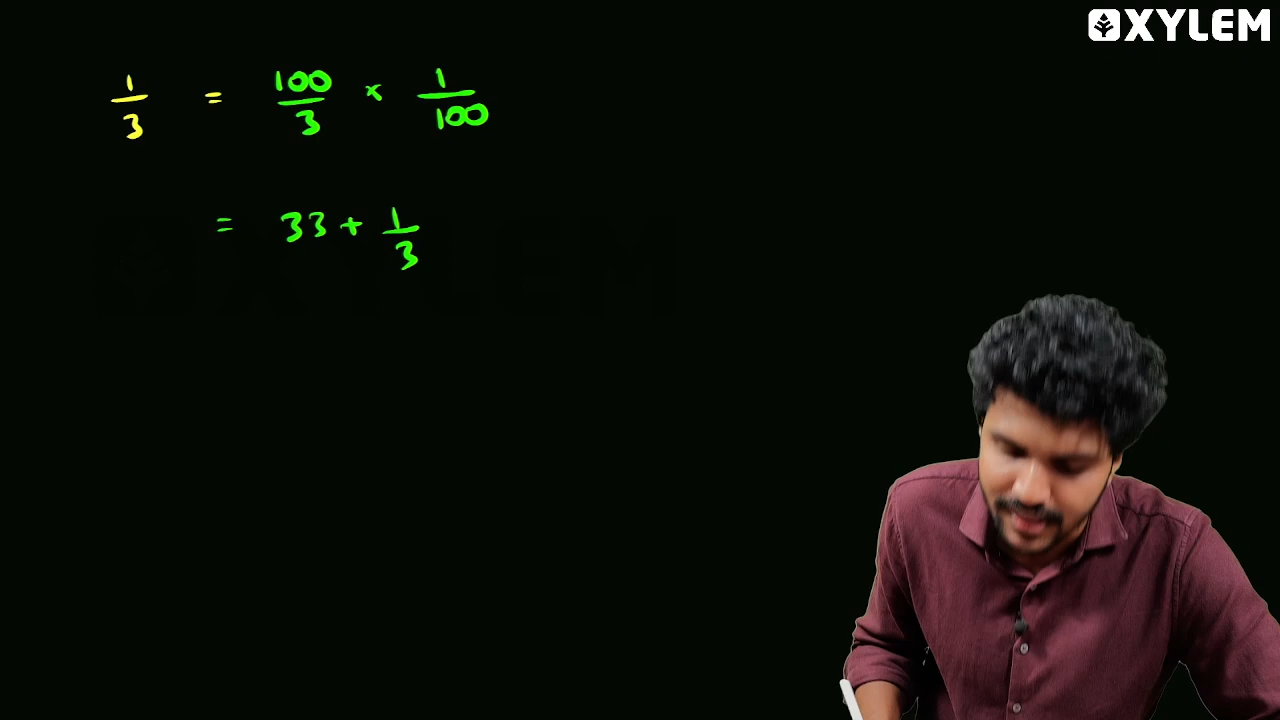 XYLEM
1/3 = 100/3 × 1/100
= 33 + 1/3